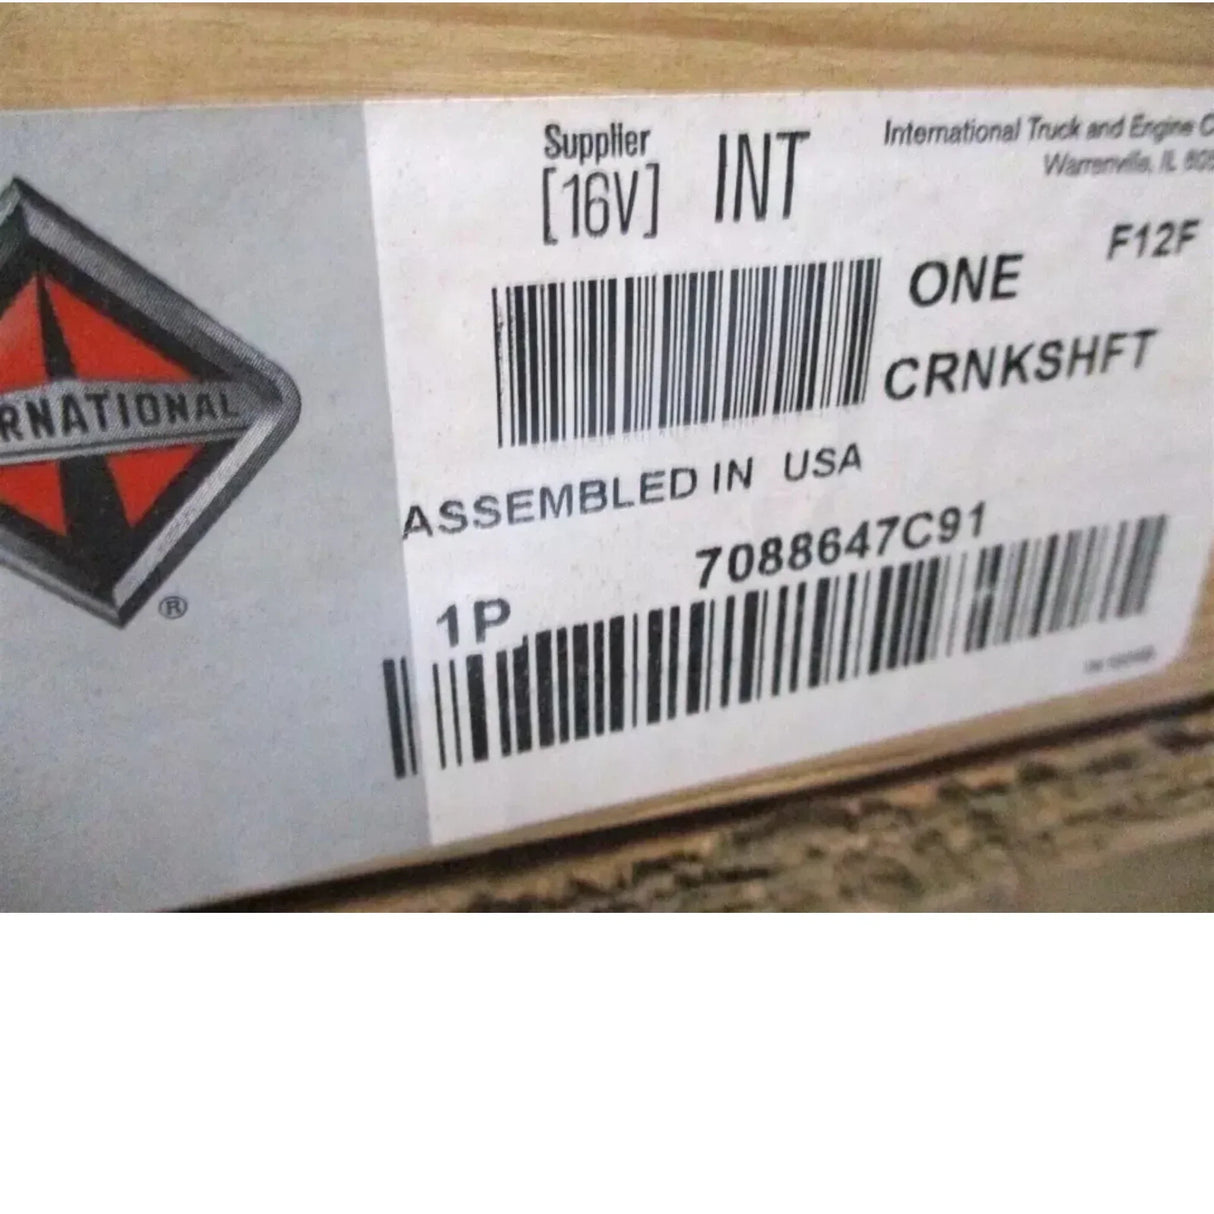 Supplier
[16V] INT
International Truck and Engine
Warrenville, IL
F12F
ONE
CRNKSHFT
ASSEMBLED IN USA
7088647C91
1P
RNATIONAL
®